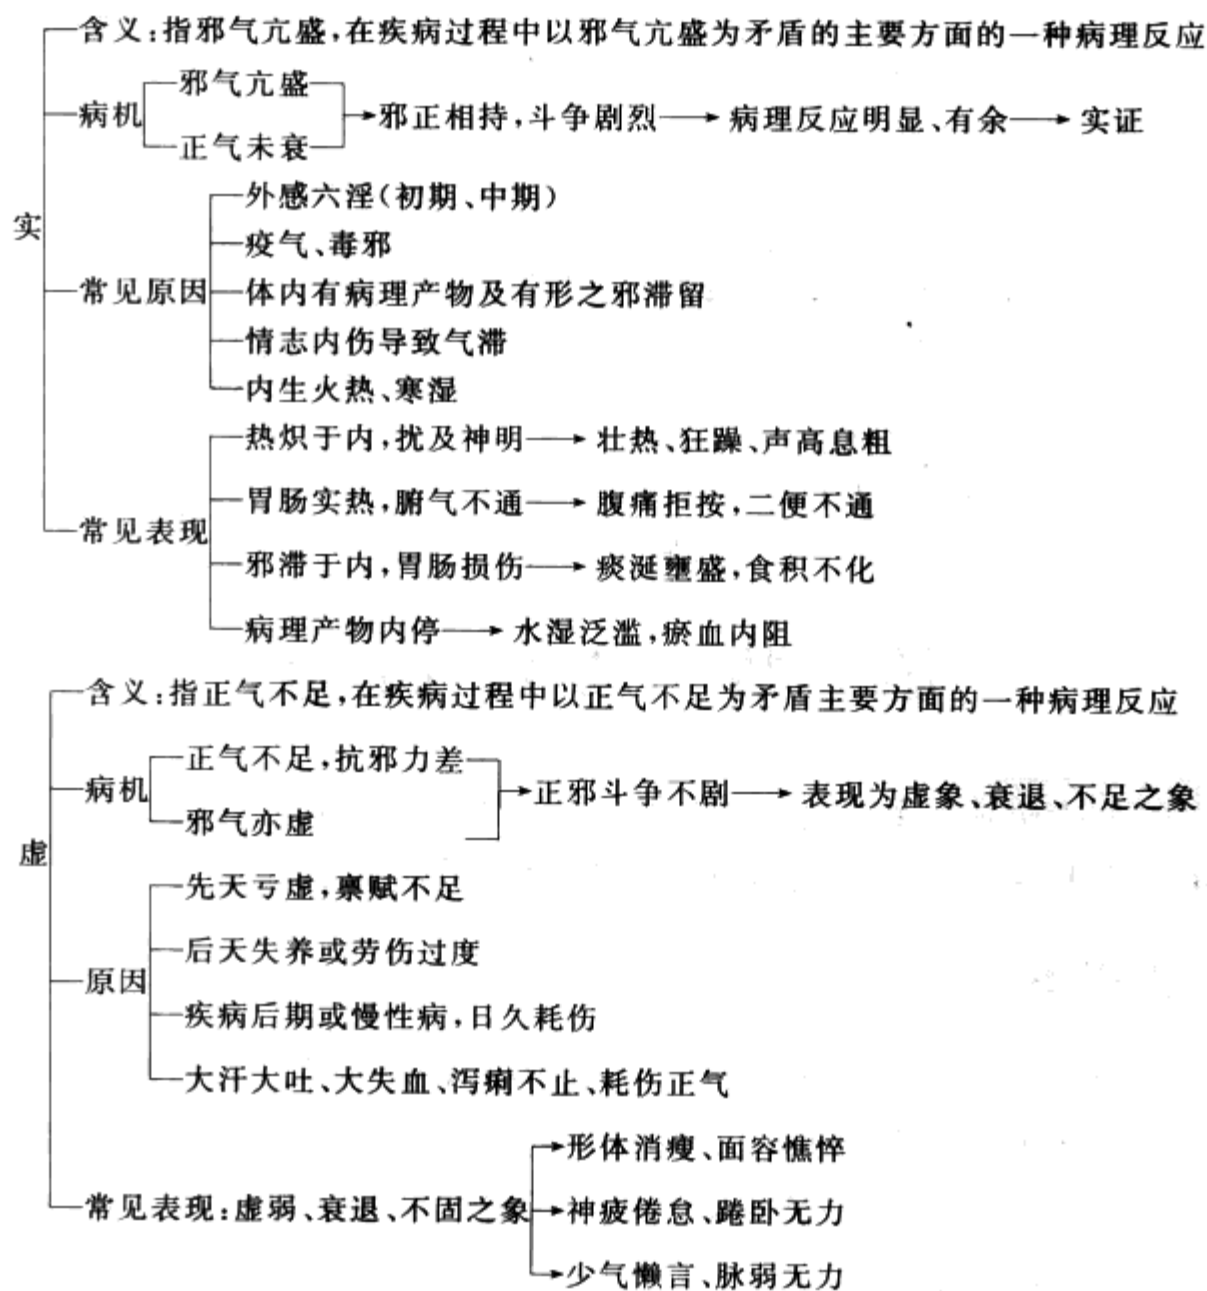 含义:指邪气亢盛,在疾病过程中以邪气亢盛为矛盾的主要方面的一种病理反应
邪气亢盛
病机
邪正相持,斗争剧烈
病理反应明显、有余
实证
正气未衰
外感六淫(初期、中期)
实
疫气、毒邪
常见原因
体内有病理产物及有形之邪滞留
情志内伤导致气滞
内生火热、寒湿
热炽于内,扰及神明
壮热、狂躁、声高息粗
胃肠实热,腑气不通
腹痛拒按,二便不通
常见表现
邪滞于内,胃肠损伤
痰涎壅盛,食积不化
病理产物内停
水湿泛滥,瘀血内阻
含义:指正气不足,在疾病过程中以正气不足为矛盾主要方面的一种病理反应
正气不足,抗邪力差
病机
正邪斗争不剧
表现为虚象、衰退、不足之象
邪气亦虚
虚
先天亏虚,禀赋不足
后天失养或劳伤过度
原因
疾病后期或慢性病,日久耗伤
大汗大吐、大失血、泻痢不止、耗伤正气
形体消瘦、面容憔悴
常见表现:虚弱、衰退、不固之象
神疲倦怠、踡卧无力
少气懒言、脉弱无力